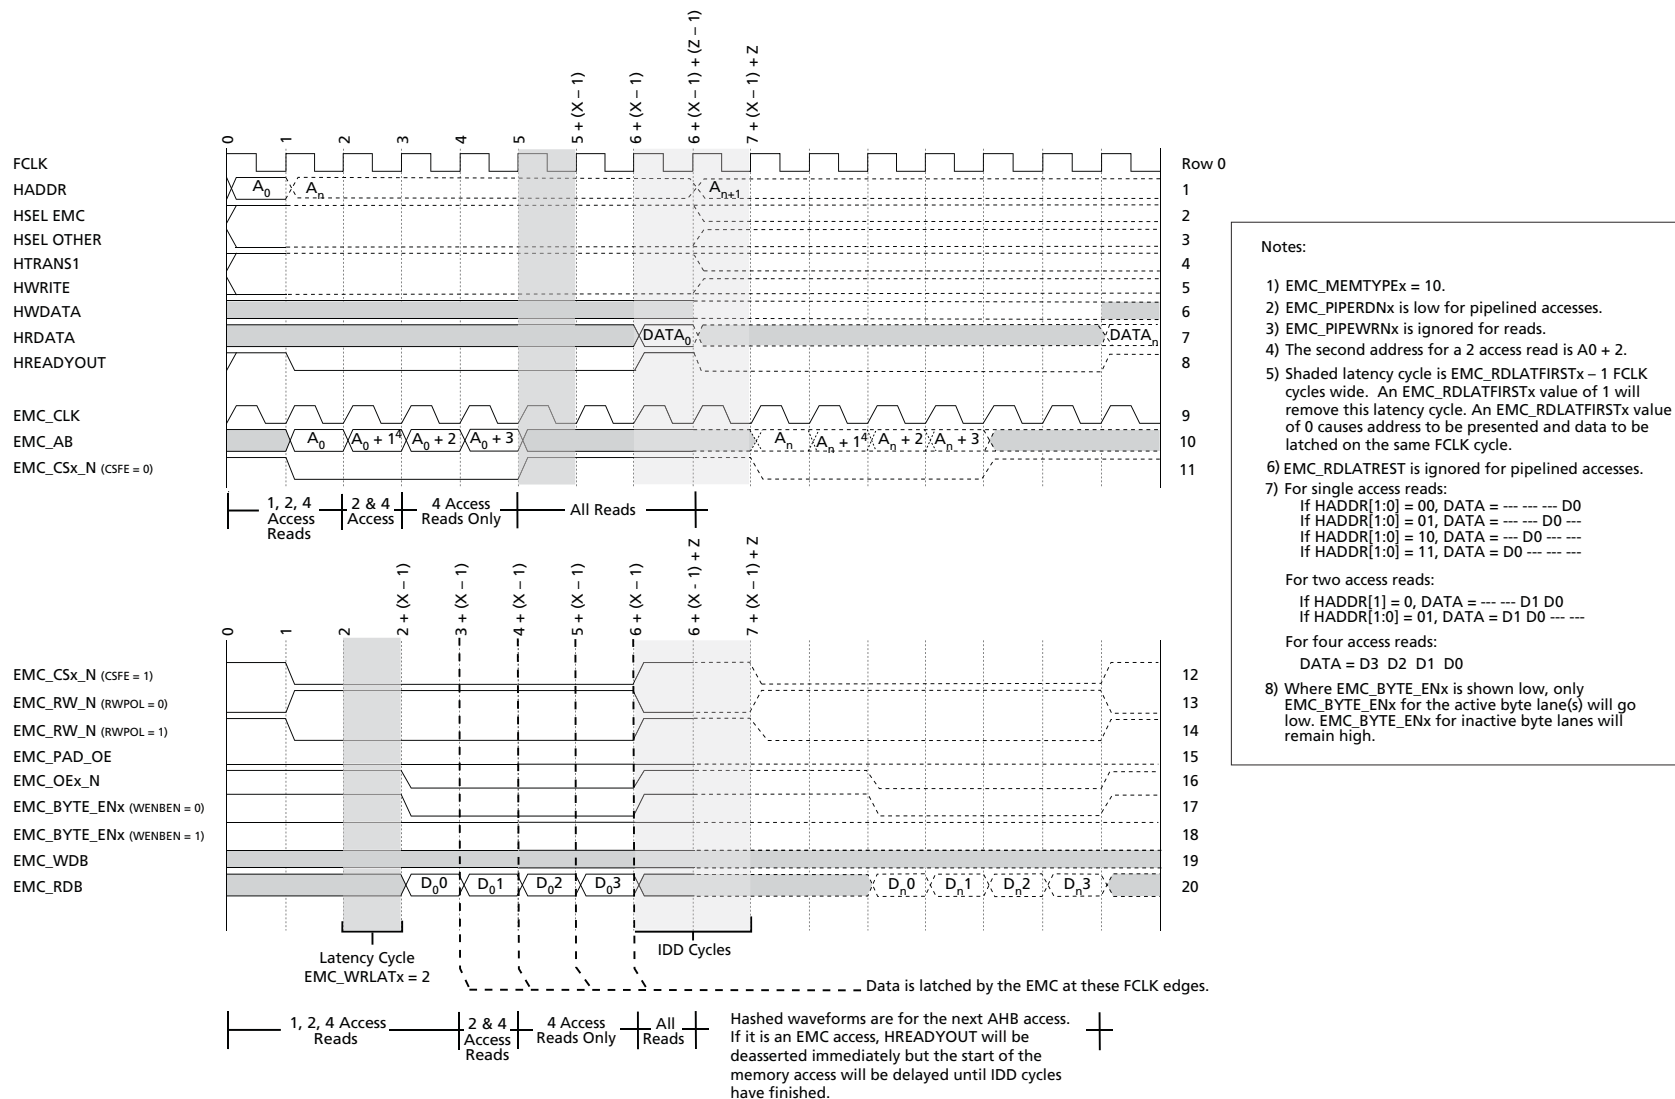 0 1 2 3 4 5 5 + (X – 1) 6 + (X – 1) 6 + (X – 1) + (Z – 1) 7 + (X – 1) + Z
FCLK Row 0
HADDR A0 An An+1 1
HSEL EMC 2
HSEL OTHER 3
HTRANS1 4
HWRITE 5
HWDATA 6
HRDATA DATA0 DATAn 7
HREADYOUT 8
EMC_CLK 9
EMC_AB A0 A0 + 1⁴ A0 + 2 A0 + 3 An An + 1⁴ An + 2 An + 3 10
EMC_CSx_N (CSFE = 0) 11
1, 2, 4 Access Reads
2 & 4 Access
4 Access Reads Only
All Reads
0 1 2 2 + (X – 1) 3 + (X – 1) 4 + (X – 1) 5 + (X – 1) 6 + (X – 1) 6 + (X - 1) + Z 7 + (X – 1) + Z
EMC_CSx_N (CSFE = 1) 12
EMC_RW_N (RWPOL = 0) 13
EMC_RW_N (RWPOL = 1) 14
EMC_PAD_OE 15
EMC_OEx_N 16
EMC_BYTE_ENx (WENBEN = 0) 17
EMC_BYTE_ENx (WENBEN = 1) 18
EMC_WDB 19
EMC_RDB D00 D01 D02 D03 Dn0 Dn1 Dn2 Dn3 20
Latency Cycle
EMC_WRLATx = 2
IDD Cycles
Data is latched by the EMC at these FCLK edges.
1, 2, 4 Access Reads
2 & 4 Access Reads
4 Access Reads Only
All Reads
Hashed waveforms are for the next AHB access.
If it is an EMC access, HREADYOUT will be
deasserted immediately but the start of the
memory access will be delayed until IDD cycles
have finished.
Notes:
1) EMC_MEMTYPEx = 10.
2) EMC_PIPERDNx is low for pipelined accesses.
3) EMC_PIPEWRNx is ignored for reads.
4) The second address for a 2 access read is A0 + 2.
5) Shaded latency cycle is EMC_RDLATFIRSTx – 1 FCLK
cycles wide. An EMC_RDLATFIRSTx value of 1 will
remove this latency cycle. An EMC_RDLATFIRSTx value
of 0 causes address to be presented and data to be
latched on the same FCLK cycle.
6) EMC_RDLATREST is ignored for pipelined accesses.
7) For single access reads:
If HADDR[1:0] = 00, DATA = --- --- --- D0
If HADDR[1:0] = 01, DATA = --- --- D0 ---
If HADDR[1:0] = 10, DATA = --- D0 --- ---
If HADDR[1:0] = 11, DATA = D0 --- --- ---
For two access reads:
If HADDR[1] = 0, DATA = --- --- D1 D0
If HADDR[1:0] = 01, DATA = D1 D0 --- ---
For four access reads:
DATA = D3 D2 D1 D0
8) Where EMC_BYTE_ENx is shown low, only
EMC_BYTE_ENx for the active byte lane(s) will go
low. EMC_BYTE_ENx for inactive byte lanes will
remain high.